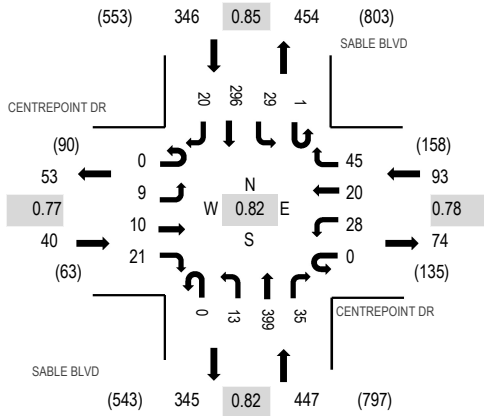 (553) 346 0.85 454 (803)
SABLE BLVD
20 296 29 1
CENTREPOINT DR
(90) (158)
0 45
53 93
9 N 20
0.77 W 0.82 E 0.78
10 S 28
40 74
21 0
(63) (135)
0 13 399 35
CENTREPOINT DR
SABLE BLVD
(543) 345 0.82 447 (797)